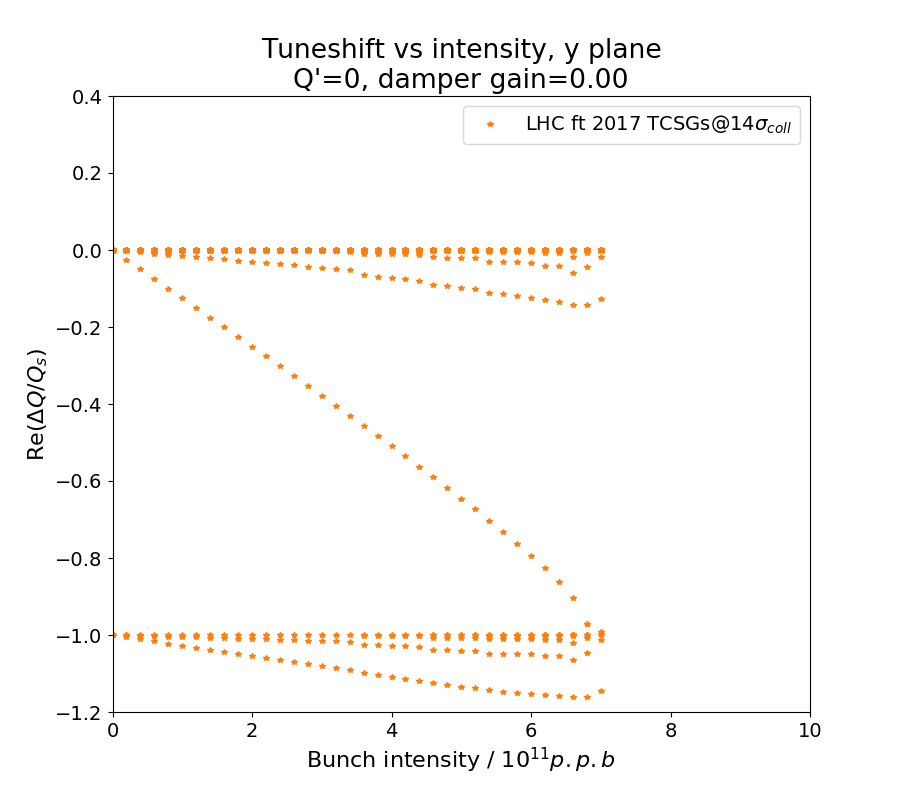 Tuneshift vs intensity, y plane
Q'=0, damper gain=0.00
LHC ft 2017 TCSGs@14σcoll
0.4
0.2
0.0
−0.2
−0.4
−0.6
−0.8
−1.0
−1.2
Re(ΔQ/Qs)
0 2 4 6 8 10
Bunch intensity / 10¹¹p.p.b